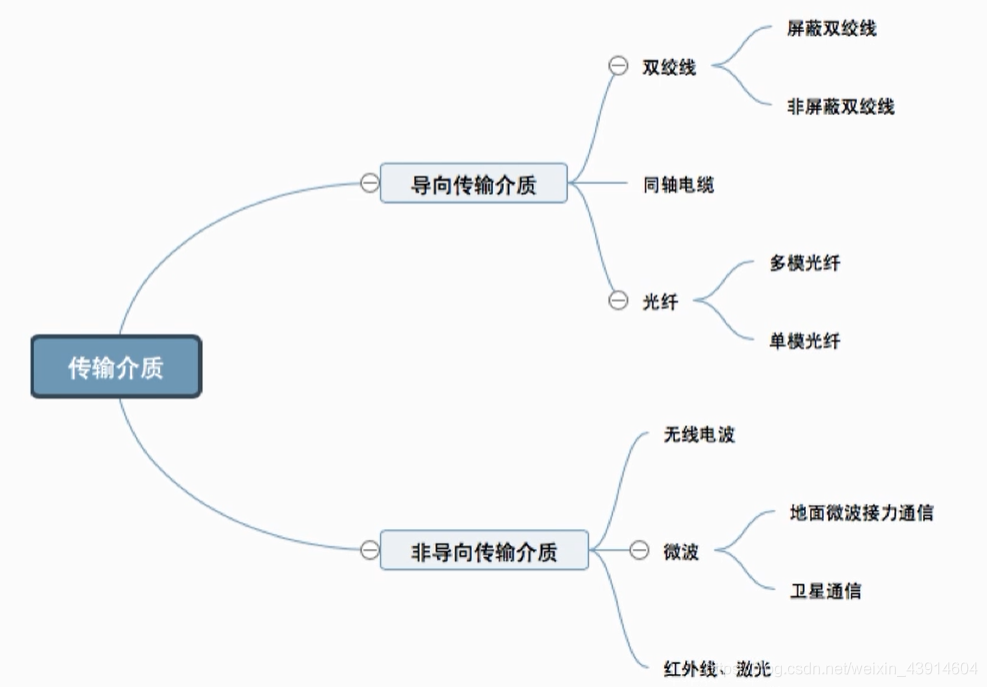 屏蔽双绞线
双绞线
非屏蔽双绞线
导向传输介质
同轴电缆
多模光纤
光纤
单模光纤
传输介质
无线电波
地面微波接力通信
非导向传输介质
微波
卫星通信
红外线、激光
csdn.net/weixin_43914604